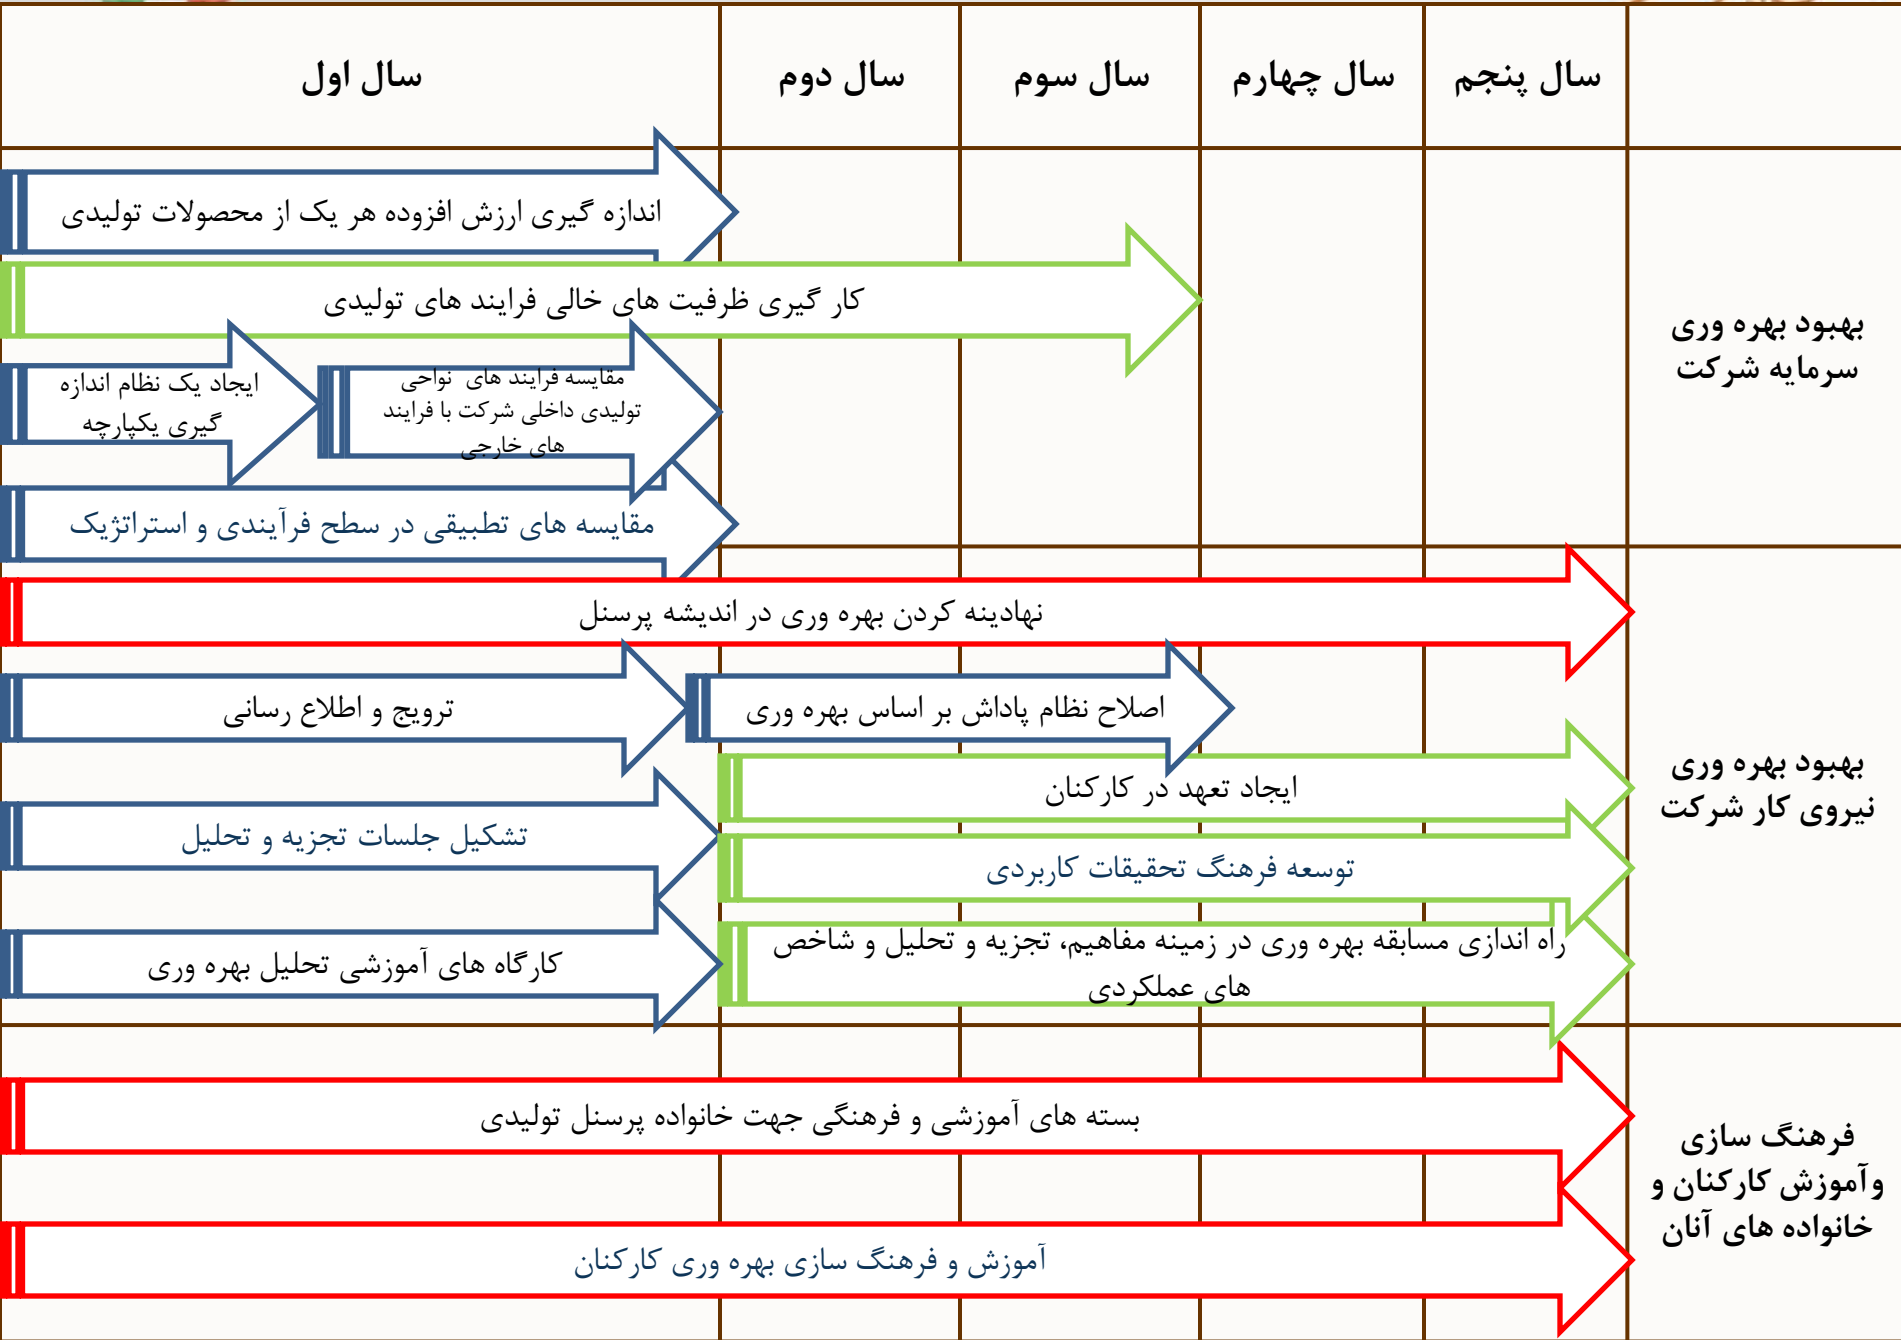 سال اول
سال دوم
سال سوم
سال چهارم
سال پنجم
بهبود بهره وری
سرمایه شرکت
اندازه گیری ارزش افزوده هر یک از محصولات تولیدی
کار گیری ظرفیت های خالی فرایند های تولیدی
ایجاد یک نظام اندازه
گیری یکپارچه
مقایسه فرایند های نواحی
تولیدی داخلی شرکت با فرایند
های خارجی
مقایسه های تطبیقی در سطح فرآیندی و استراتژیک
بهبود بهره وری
نیروی کار شرکت
نهادینه کردن بهره وری در اندیشه پرسنل
ترویج و اطلاع رسانی
اصلاح نظام پاداش بر اساس بهره وری
ایجاد تعهد در کارکنان
تشکیل جلسات تجزیه و تحلیل
توسعه فرهنگ تحقیقات کاربردی
کارگاه های آموزشی تحلیل بهره وری
راه اندازی مسابقه بهره وری در زمینه مفاهیم، تجزیه و تحلیل و شاخص
های عملکردی
فرهنگ سازی
وآموزش کارکنان و
خانواده های آنان
بسته های آموزشی و فرهنگی جهت خانواده پرسنل تولیدی
آموزش و فرهنگ سازی بهره وری کارکنان